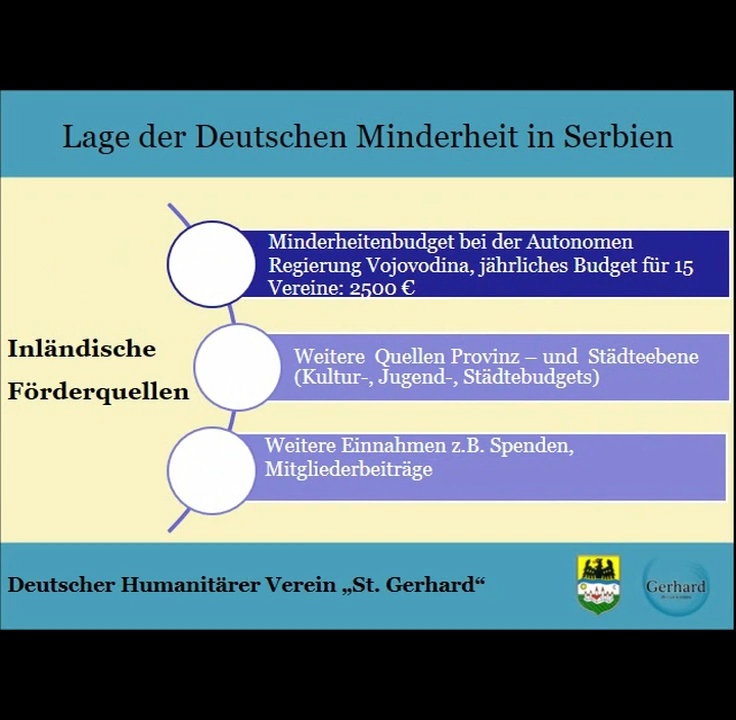 Lage der Deutschen Minderheit in Serbien
Minderheitenbudget bei der Autonomen
Regierung Vojovodina, jährliches Budget für 15
Vereine: 2500 €
Inländische
Förderquellen
Weitere Quellen Provinz – und Städteebene
(Kultur-, Jugend-, Städtebudgets)
Weitere Einnahmen z.B. Spenden,
Mitgliederbeiträge
Deutscher Humanitärer Verein „St. Gerhard“
Gerhard